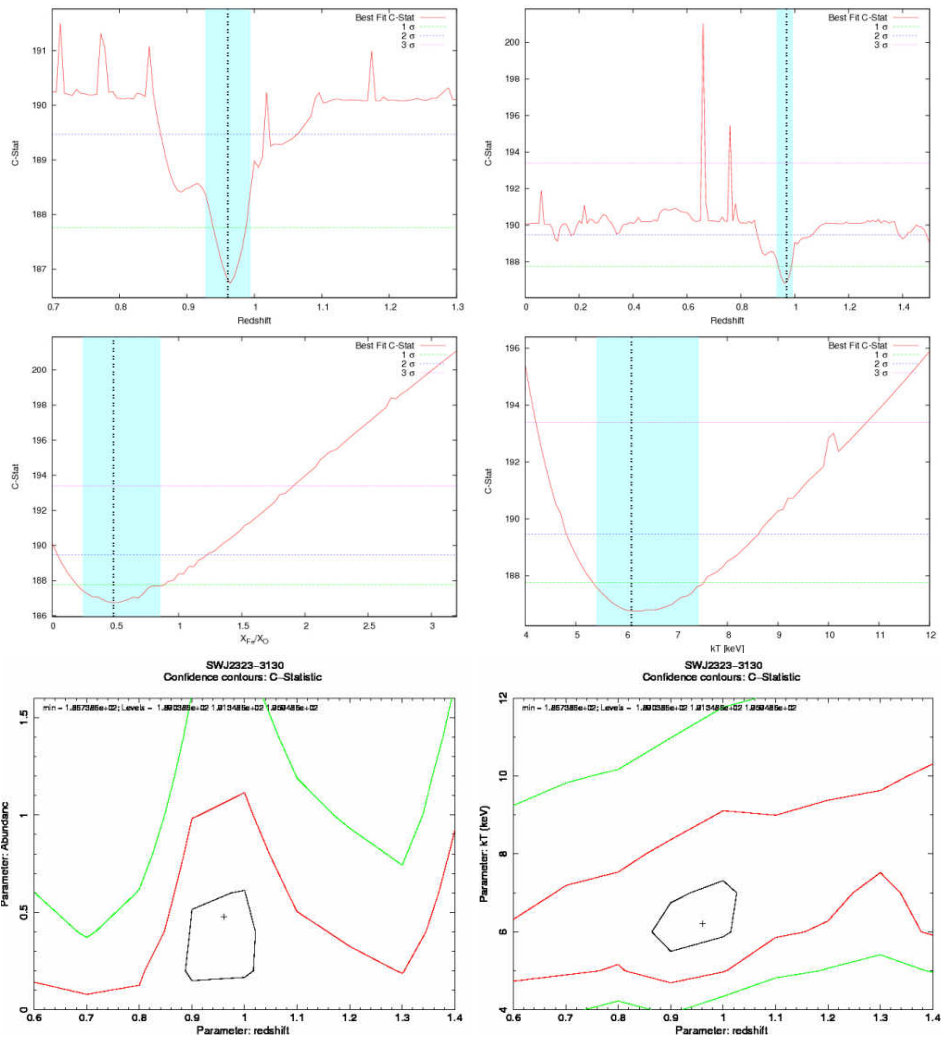 Best Fit C-Stat
1 σ
2 σ
3 σ
191
190
189
188
187
C-Stat
0.7 0.8 0.9 1 1.1 1.2 1.3
Redshift
Best Fit C-Stat
1 σ
2 σ
3 σ
200
198
196
194
192
190
188
C-Stat
0 0.2 0.4 0.6 0.8 1 1.2 1.4
Redshift
Best Fit C-Stat
1 σ
2 σ
3 σ
200
198
196
194
192
190
188
186
C-Stat
0 0.5 1 1.5 2 2.5 3
X_Fe/X_O
Best Fit C-Stat
1 σ
2 σ
3 σ
196
194
192
190
188
C-Stat
4 5 6 7 8 9 10 11 12
kT [keV]
SWJ2323-3130
Confidence contours: C-Statistic
1.5
1
0.5
0
Parameter: Abundanc
0.6 0.7 0.8 0.9 1.0 1.1 1.2 1.3 1.4
Parameter: redshift
SWJ2323-3130
Confidence contours: C-Statistic
12
10
8
6
4
Parameter: kT [keV]
0.6 0.7 0.8 0.9 1.0 1.1 1.2 1.3 1.4
Parameter: redshift